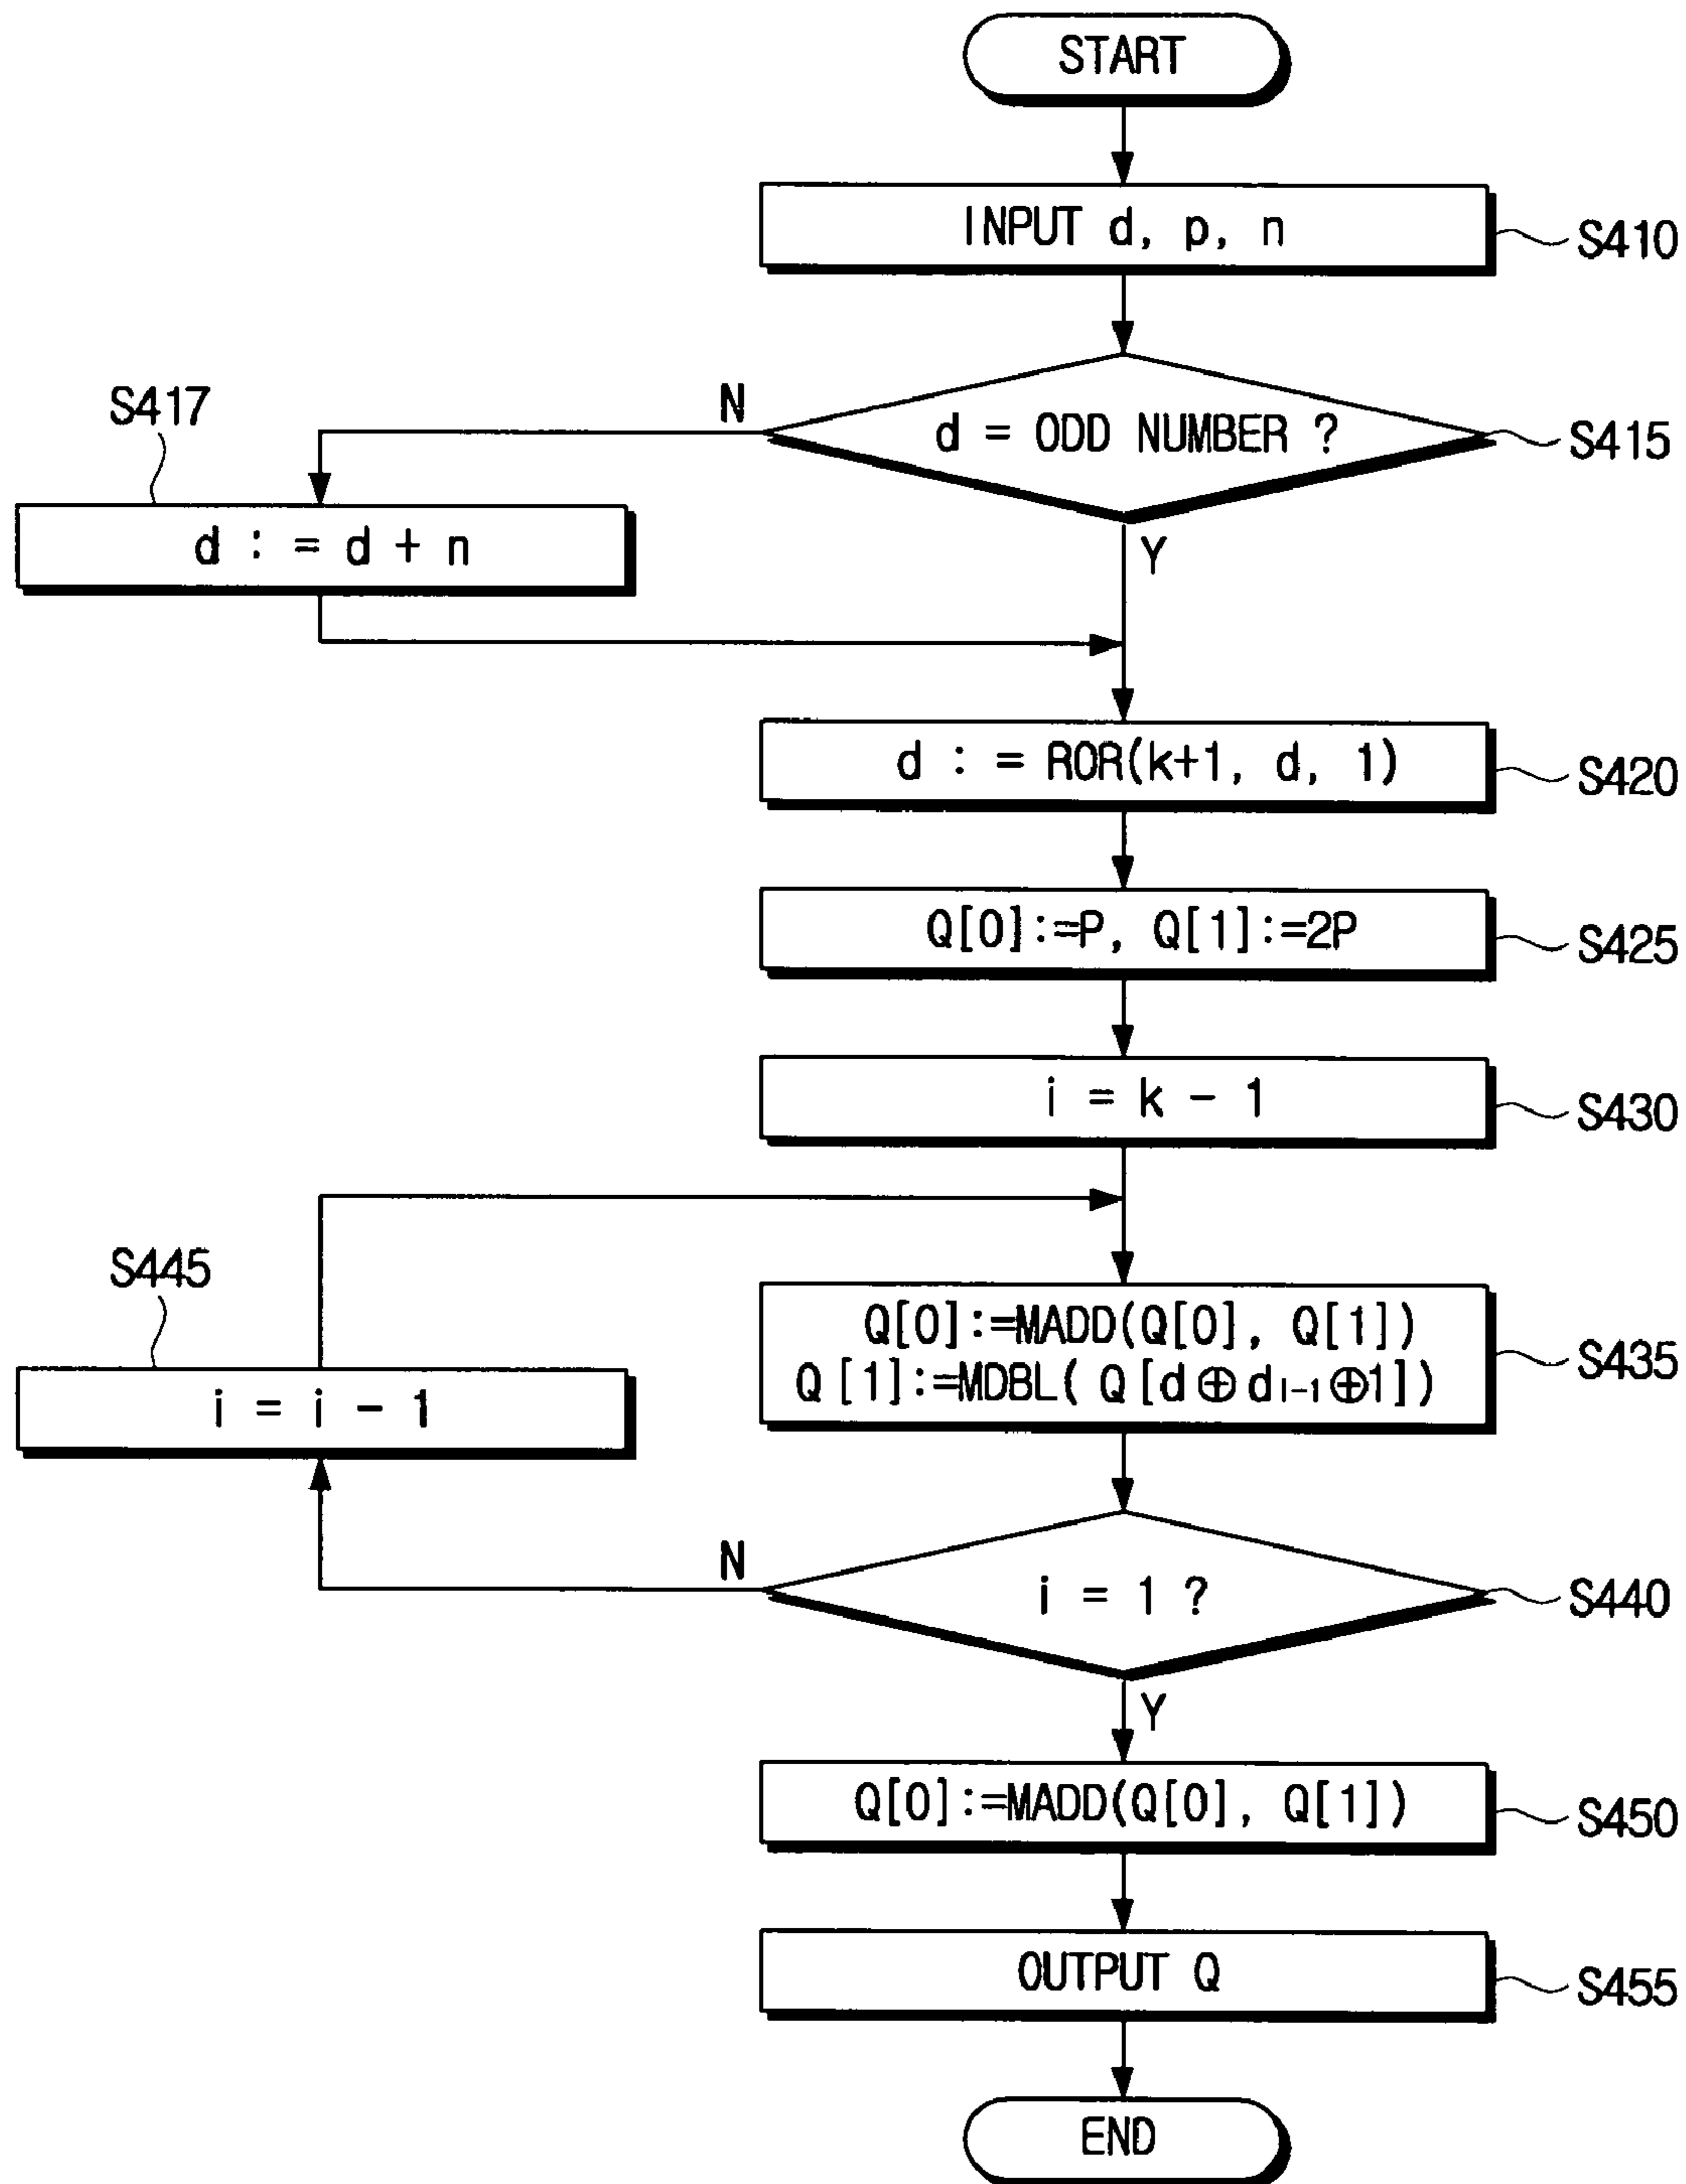 START
INPUT d, p, n
S410
d = ODD NUMBER ?
S415
N
Y
S417
d : = d + n
d : = ROR(k+1, d, 1)
S420
Q[0]:=P, Q[1]:=2P
S425
i = k - 1
S430
S445
i = i - 1
Q[0]:=MADD(Q[0], Q[1])
Q[1]:=MDBL( Q[d⊕dI-1⊕1])
S435
i = 1 ?
S440
N
Y
Q[0]:=MADD(Q[0], Q[1])
S450
OUTPUT Q
S455
END